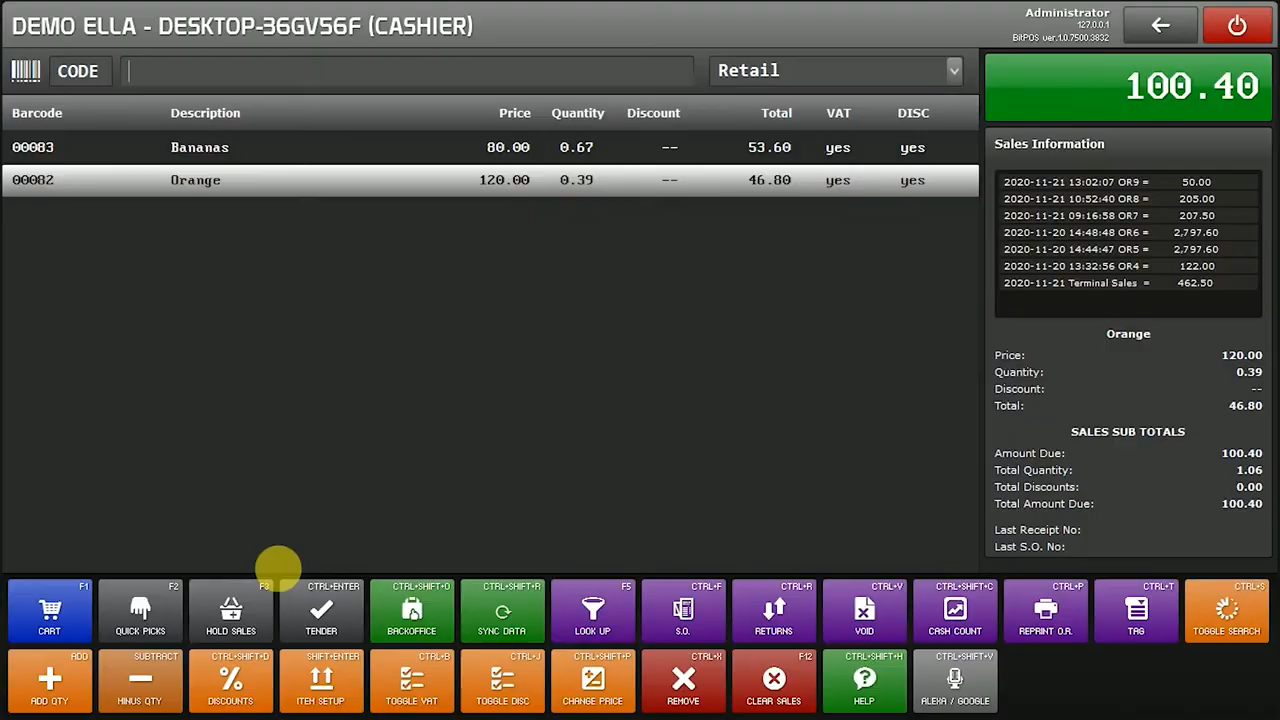 DEMO ELLA - DESKTOP-36GV56F (CASHIER)
Administrator
127.0.0.1
BitPOS ver.1.0.7500.3832
CODE
Retail
100.40
Barcode Description Price Quantity Discount Total VAT DISC
00083 Bananas 80.00 0.67 -- 53.60 yes yes
00082 Orange 120.00 0.39 -- 46.80 yes yes
Sales Information
2020-11-21 13:02:07 OR9 = 50.00
2020-11-21 10:52:40 OR8 = 205.00
2020-11-21 09:16:58 OR7 = 207.50
2020-11-20 14:48:48 OR6 = 2,797.60
2020-11-20 14:44:47 OR5 = 2,797.60
2020-11-20 13:32:56 OR4 = 122.00
2020-11-21 Terminal Sales = 462.50
Orange
Price: 120.00
Quantity: 0.39
Discount: --
Total: 46.80
SALES SUB TOTALS
Amount Due: 100.40
Total Quantity: 1.06
Total Discounts: 0.00
Total Amount Due: 100.40
Last Receipt No:
Last S.O. No:
F1 F2 F3 CTRL+ENTER CTRL+SHIFT+O CTRL+SHIFT+R F5 CTRL+F CTRL+R CTRL+V CTRL+SHIFT+C CTRL+P CTRL+T CTRL+S
CART QUICK PICKS HOLD SALES TENDER BACKOFFICE SYNC DATA LOOK UP S.O. RETURNS VOID CASH COUNT REPRINT O.R. TAG TOGGLE SEARCH
ADD SUBTRACT CTRL+SHIFT+D SHIFT+ENTER CTRL+B CTRL+J CTRL+SHIFT+P CTRL+X F12 CTRL+SHIFT+H CTRL+SHIFT+V
ADD QTY MINUS QTY DISCOUNTS ITEM SETUP TOGGLE VAT TOGGLE DISC CHANGE PRICE REMOVE CLEAR SALES HELP ALEXA / GOOGLE